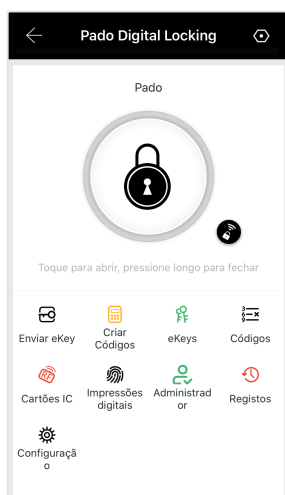 Pado Digital Locking
Pado
Toque para abrir, pressione longo para fechar
Enviar eKey
Criar
Códigos
eKeys
Códigos
Cartões IC
Impressões
digitais
Administrad
or
Registos
Configuraçã
o